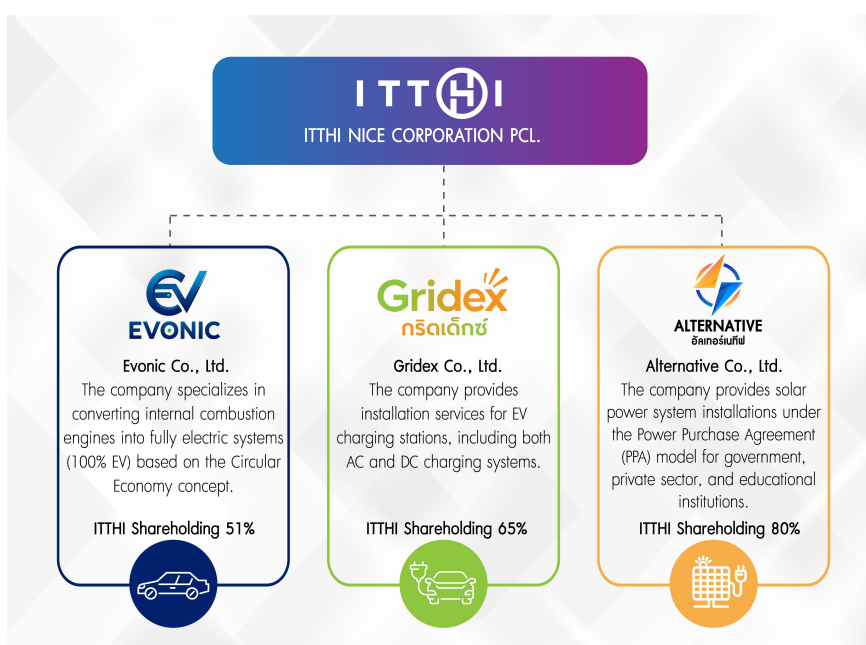 ITTHI
ITTHI NICE CORPORATION PCL.
EV
EVONIC
Evonic Co., Ltd.
The company specializes in
converting internal combustion
engines into fully electric systems
(100% EV) based on the Circular
Economy concept.
ITTHI Shareholding 51%
Gridex
กริดเด็กซ์
Gridex Co., Ltd.
The company provides
installation services for EV
charging stations, including both
AC and DC charging systems.
ITTHI Shareholding 65%
ALTERNATIVE
อัลเทอร์เนทีฟ
Alternative Co., Ltd.
The company provides solar
power system installations under
the Power Purchase Agreement
(PPA) model for government,
private sector, and educational
institutions.
ITTHI Shareholding 80%